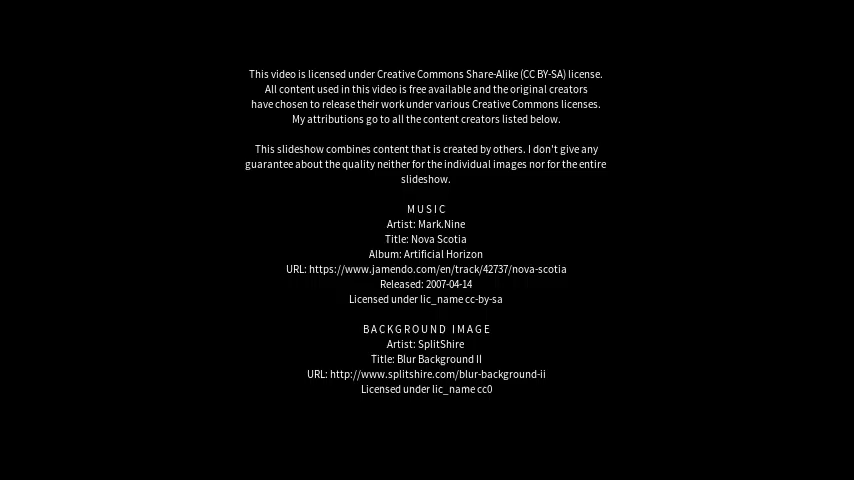 This video is licensed under Creative Commons Share-Alike (CC BY-SA) license.
All content used in this video is free available and the original creators
have chosen to release their work under various Creative Commons licenses.
My attributions go to all the content creators listed below.
This slideshow combines content that is created by others. I don't give any
guarantee about the quality neither for the individual images nor for the entire
slideshow.
MUSIC
Artist: Mark.Nine
Title: Nova Scotia
Album: Artificial Horizon
URL: https://www.jamendo.com/en/track/42737/nova-scotia
Released: 2007-04-14
Licensed under lic_name cc-by-sa
BACKGROUND IMAGE
Artist: SplitShire
Title: Blur Background II
URL: http://www.splitshire.com/blur-background-ii
Licensed under lic_name cc0